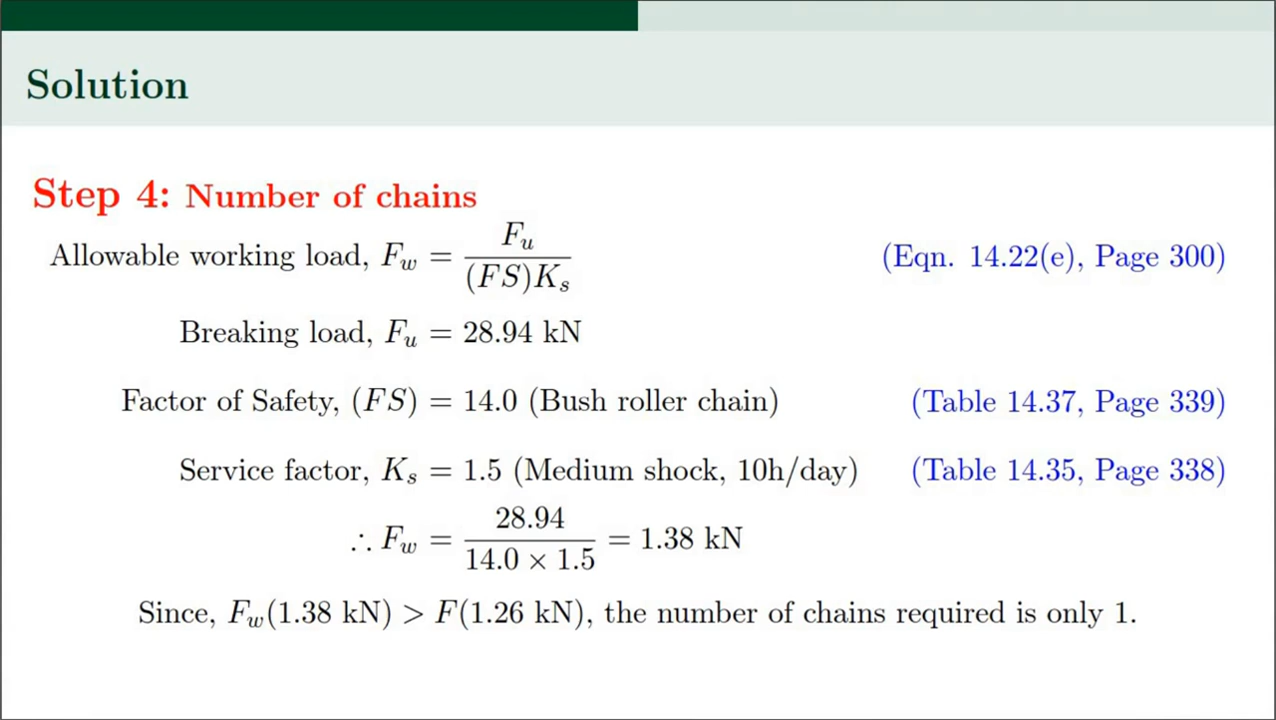 Solution
Step 4: Number of chains
Allowable working load, F_w = F_u / (FS)K_s (Eqn. 14.22(e), Page 300)
Breaking load, F_u = 28.94 kN
Factor of Safety, (FS) = 14.0 (Bush roller chain) (Table 14.37, Page 339)
Service factor, K_s = 1.5 (Medium shock, 10h/day) (Table 14.35, Page 338)
∴ F_w = 28.94 / 14.0 × 1.5 = 1.38 kN
Since, F_w(1.38 kN) > F(1.26 kN), the number of chains required is only 1.